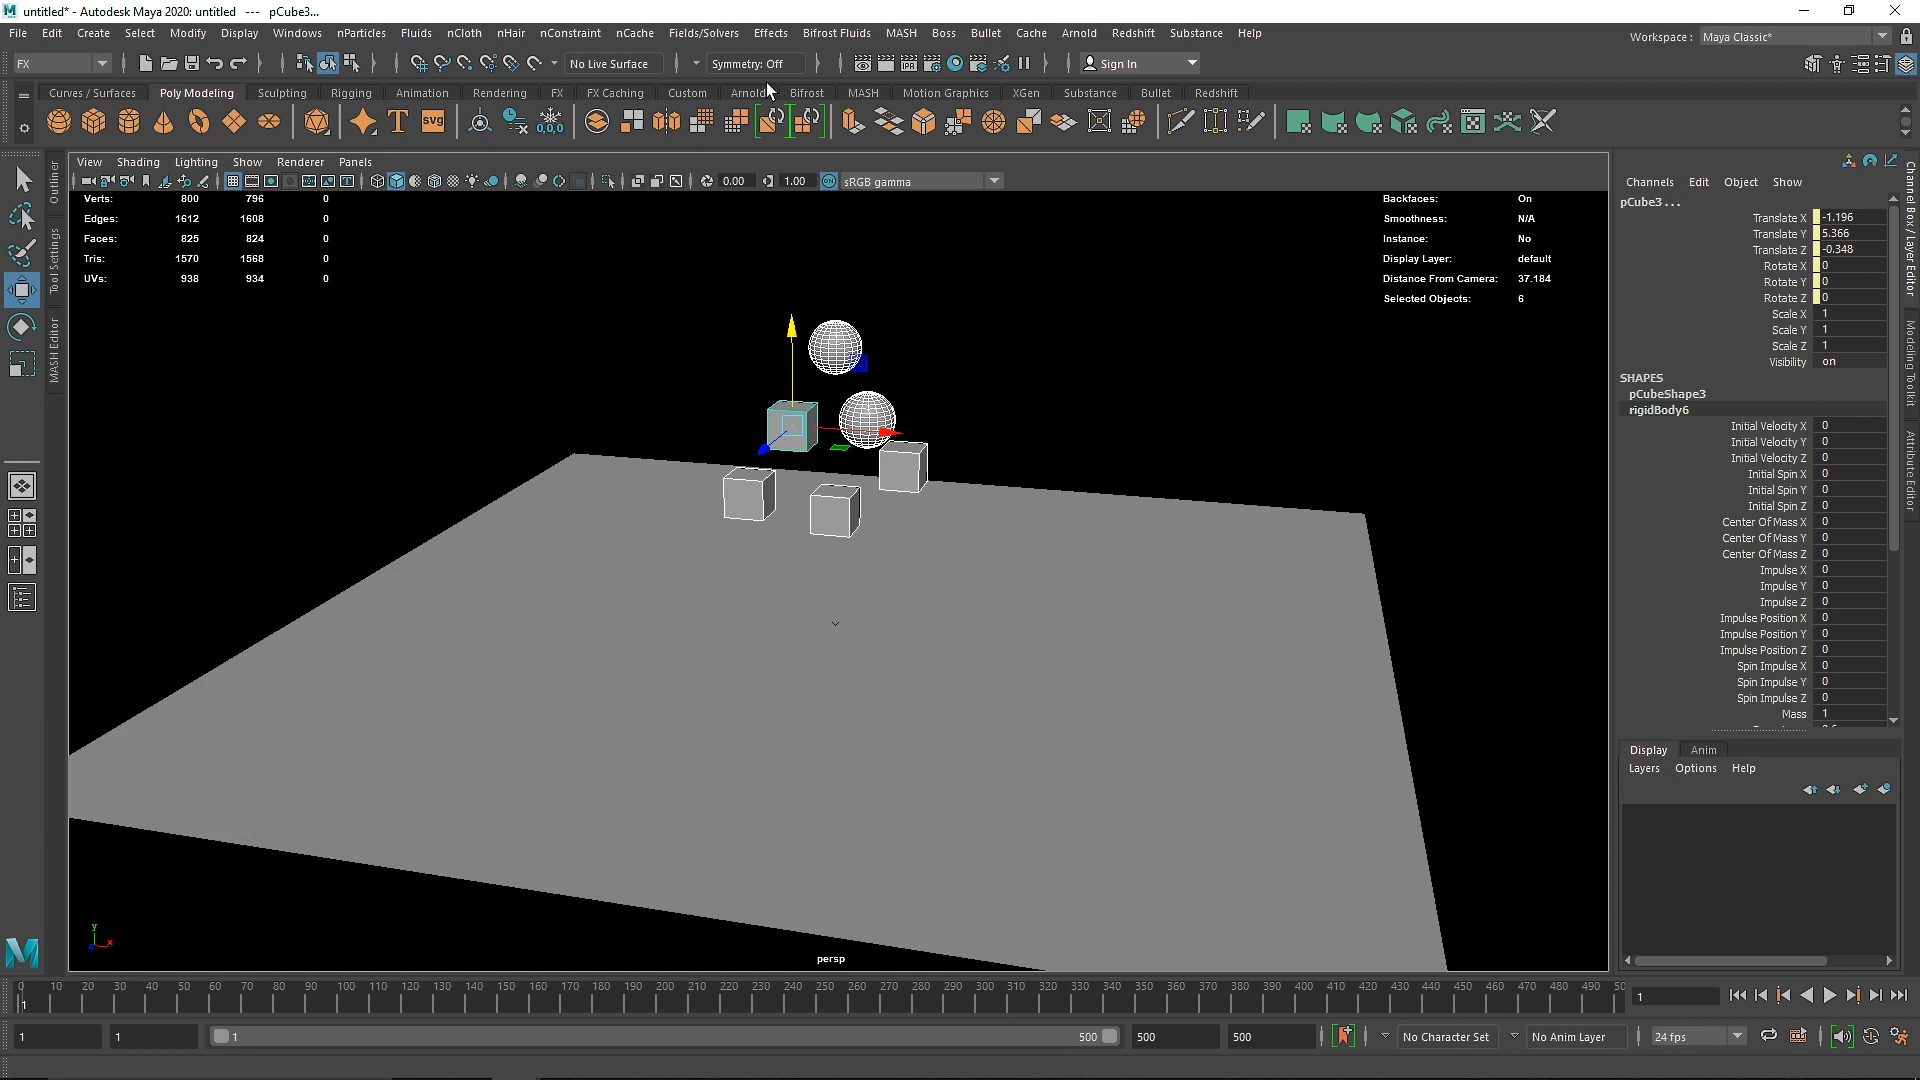 untitled* - Autodesk Maya 2020: untitled --- pCube3...
File Edit Create Select Modify Display Windows nParticles Fluids nCloth nHair nConstraint nCache Fields/Solvers Effects Bifrost Fluids MASH Boss Bullet Cache Arnold Redshift Substance Help
Workspace : Maya Classic*
FX No Live Surface Symmetry: Off IPR Sign In
Curves / Surfaces Poly Modeling Sculpting Rigging Animation Rendering FX FX Caching Custom Arnold Bifrost MASH Motion Graphics XGen Substance Bullet Redshift
T SVG 0,0,0
View Shading Lighting Show Renderer Panels
0.00 1.00 ON sRGB gamma
Verts: 800 796 0
Edges: 1612 1608 0
Faces: 825 824 0
Tris: 1570 1568 0
UVs: 938 934 0
Backfaces: On
Smoothness: N/A
Instance: No
Display Layer: default
Distance From Camera: 37.184
Selected Objects: 6
Outliner
Tool Settings
MASH Editor
y
z x
persp
Channels Edit Object Show
pCube3 . . .
Translate X -1.196
Translate Y 5.366
Translate Z -0.348
Rotate X 0
Rotate Y 0
Rotate Z 0
Scale X 1
Scale Y 1
Scale Z 1
Visibility on
SHAPES
pCubeShape3
rigidBody6
Initial Velocity X 0
Initial Velocity Y 0
Initial Velocity Z 0
Initial Spin X 0
Initial Spin Y 0
Initial Spin Z 0
Center Of Mass X 0
Center Of Mass Y 0
Center Of Mass Z 0
Impulse X 0
Impulse Y 0
Impulse Z 0
Impulse Position X 0
Impulse Position Y 0
Impulse Position Z 0
Spin Impulse X 0
Spin Impulse Y 0
Spin Impulse Z 0
Mass 1
Channel Box / Layer Editor
Modeling Toolkit
Attribute Editor
Display Anim
Layers Options Help
0 10 20 30 40 50 60 70 80 90 100 110 120 130 140 150 160 170 180 190 200 210 220 230 240 250 260 270 280 290 300 310 320 330 340 350 360 370 380 390 400 410 420 430 440 450 460 470 480 490 50
1 1
1 1 1 500 500 500 No Character Set No Anim Layer 24 fps